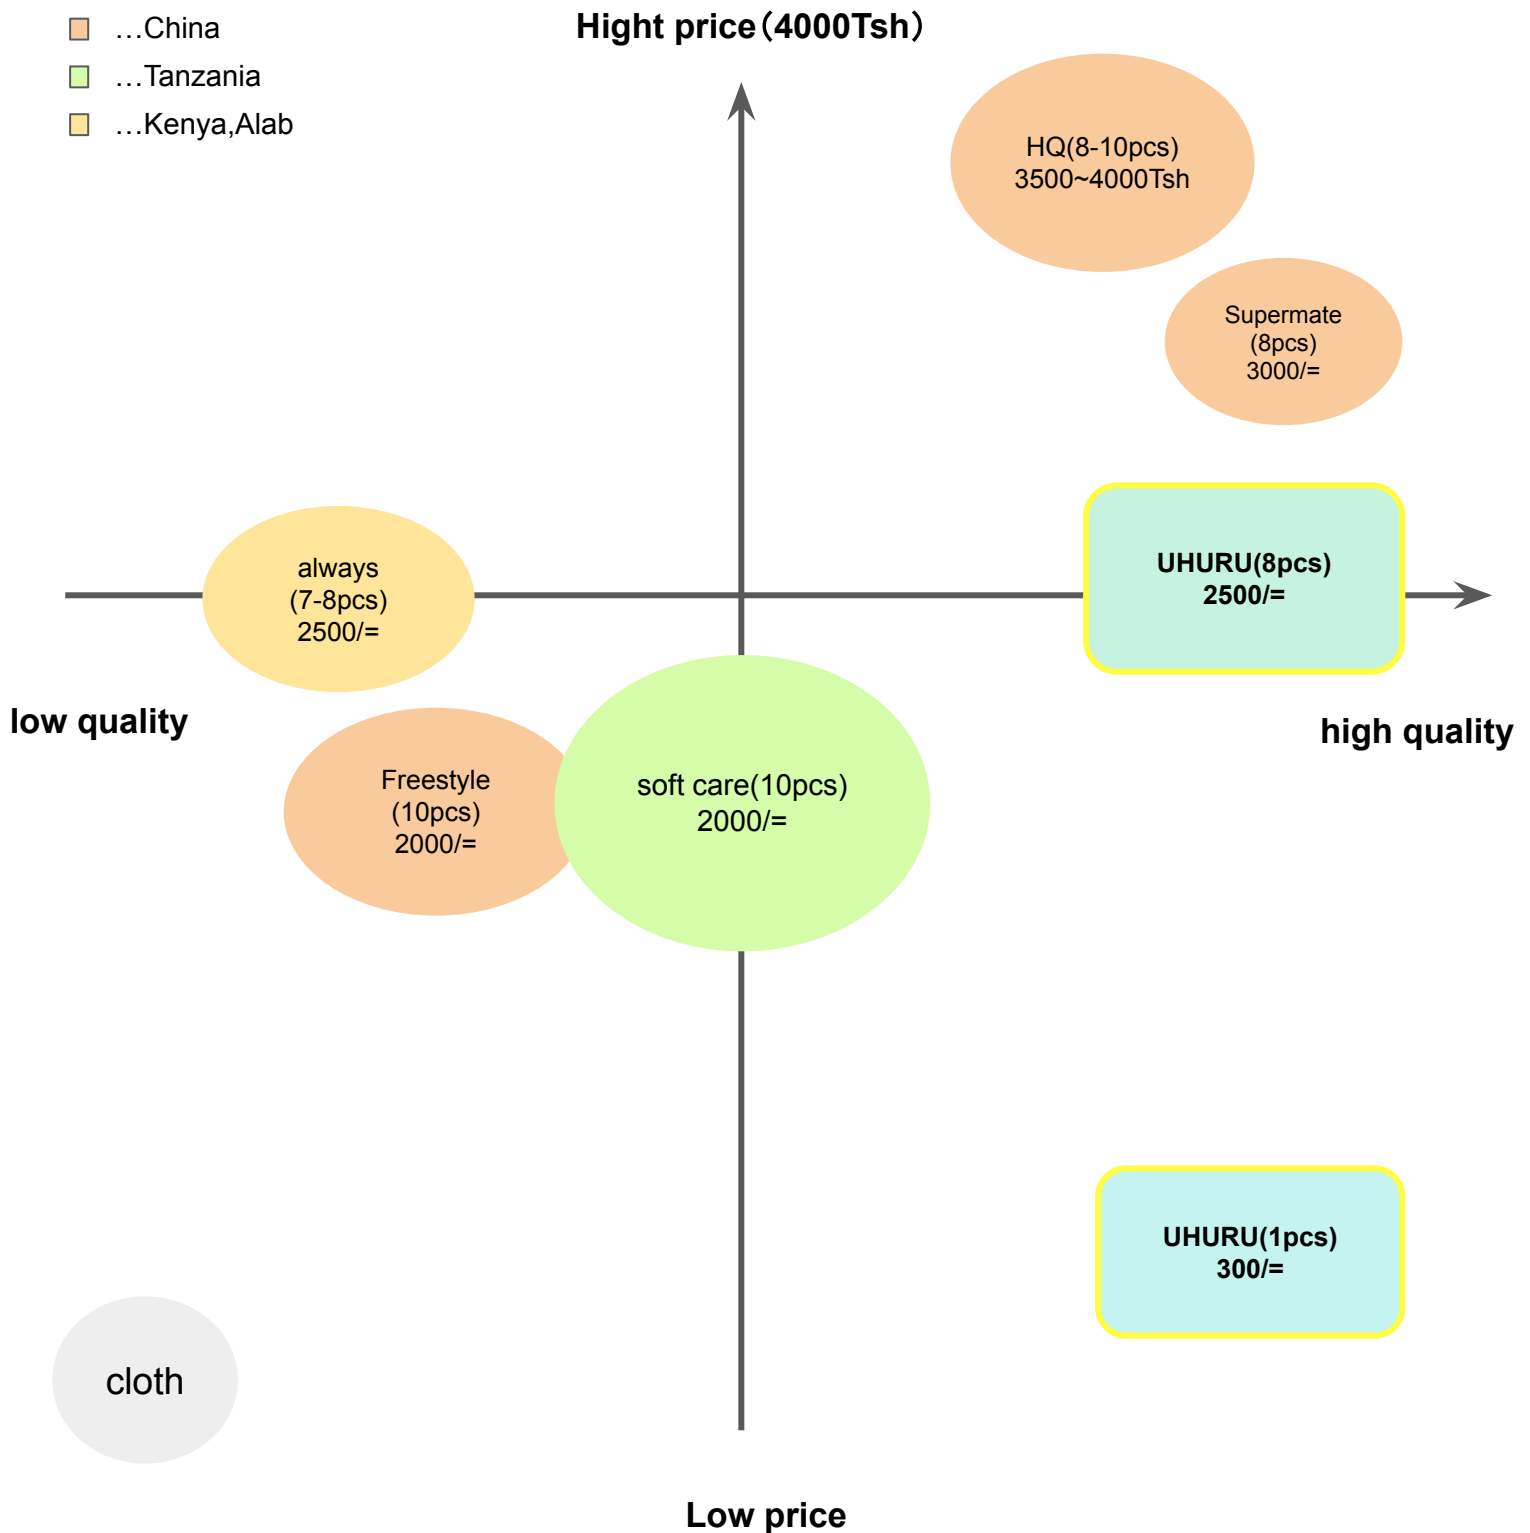 …China
…Tanzania
…Kenya,Alab
Hight price（4000Tsh）
HQ(8-10pcs)
3500~4000Tsh
Supermate
(8pcs)
3000/=
UHURU(8pcs)
2500/=
always
(7-8pcs)
2500/=
low quality
high quality
Freestyle
(10pcs)
2000/=
soft care(10pcs)
2000/=
UHURU(1pcs)
300/=
cloth
Low price